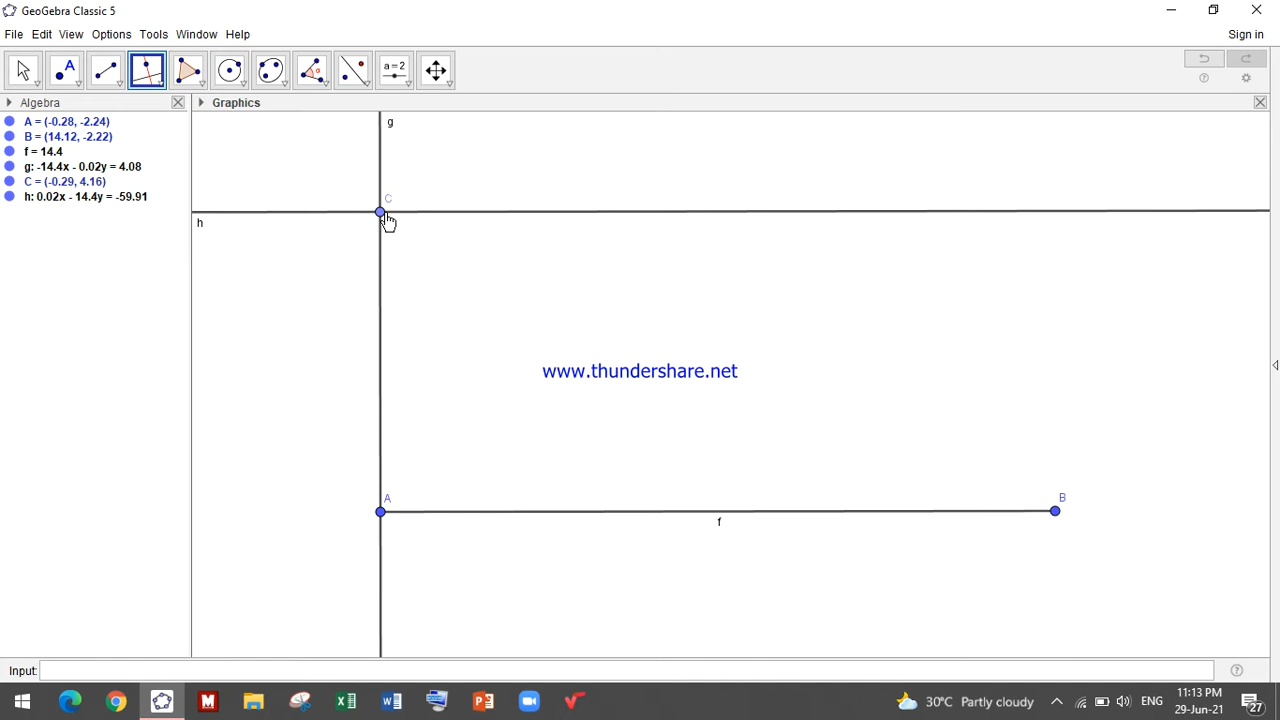 GeoGebra Classic 5
File Edit View Options Tools Window Help
Sign in
A
a = 2
Algebra
Graphics
A = (-0.28, -2.24)
B = (14.12, -2.22)
f = 14.4
g: -14.4x - 0.02y = 4.08
C = (-0.29, 4.16)
h: 0.02x - 14.4y = -59.91
g
C
h
www.thundershare.net
A
B
f
Input:
30°C Partly cloudy
ENG
11:13 PM
29-Jun-21
27